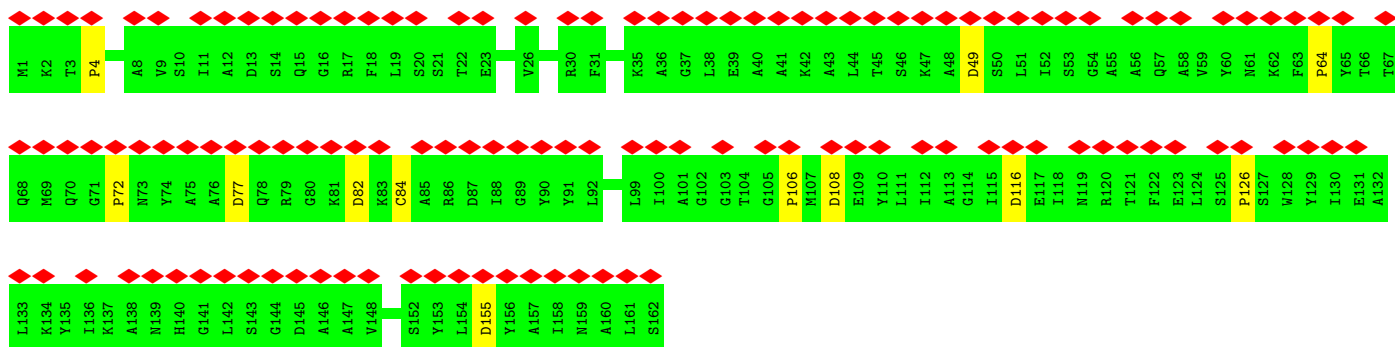 M1 K2 T3 P4 A8 V9 S10 I11 A12 D13 S14 Q15 G16 R17 F18 L19 S20 S21 T22 E23 V26 R30 F31 K35 A36 G37 L38 E39 A40 A41 K42 A43 L44 T45 S46 K47 A48 D49 S50 L51 I52 S53 G54 A55 A56 Q57 A58 V59 Y60 N61 K62 F63 P64 Y65 T66 T67
Q68 M69 Q70 G71 P72 N73 Y74 A75 A76 D77 Q78 R79 G80 K81 D82 K83 C84 A85 R86 D87 I88 G89 Y90 Y91 L92 L99 I100 A101 G102 G103 T104 G105 P106 M107 D108 E109 Y110 L111 I112 A113 G114 I115 D116 E117 I118 N119 R120 T121 F122 E123 L124 S125 P126 S127 W128 Y129 I130 E131 A132
L133 K134 Y135 I136 K137 A138 N139 H140 G141 L142 S143 G144 D145 A146 A147 V148 S152 Y153 L154 D155 Y156 A157 I158 N159 A160 L161 S162